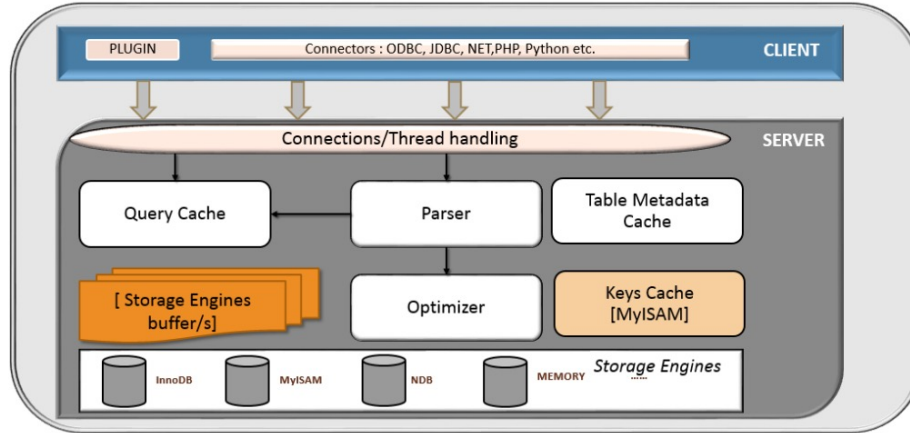 PLUGIN
Connectors : ODBC, JDBC, NET,PHP, Python etc.
CLIENT
Connections/Thread handling
SERVER
Query Cache
Parser
Table Metadata
Cache
[ Storage Engines
buffer/s]
Optimizer
Keys Cache
[MyISAM]
InnoDB
MyISAM
NDB
MEMORY
Storage Engines
......